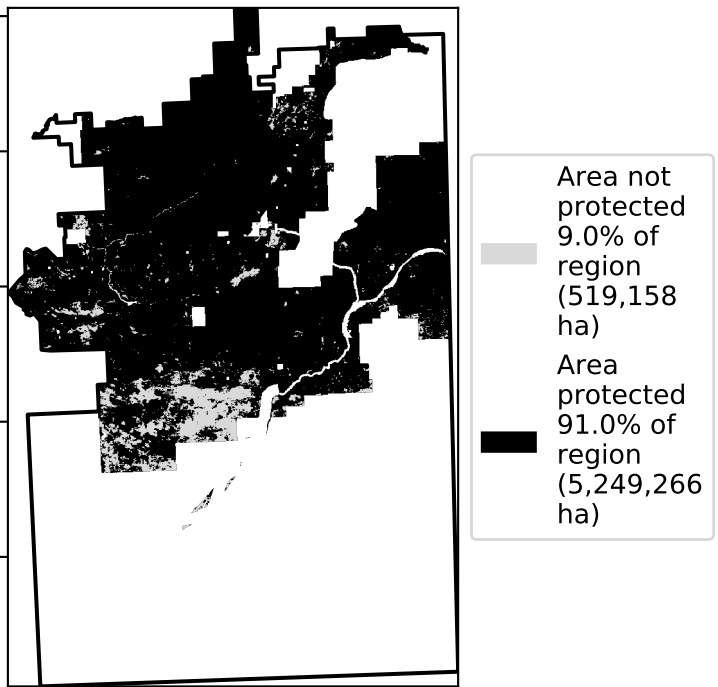 Area not
protected
9.0% of
region
(519,158
ha)
Area
protected
91.0% of
region
(5,249,266
ha)